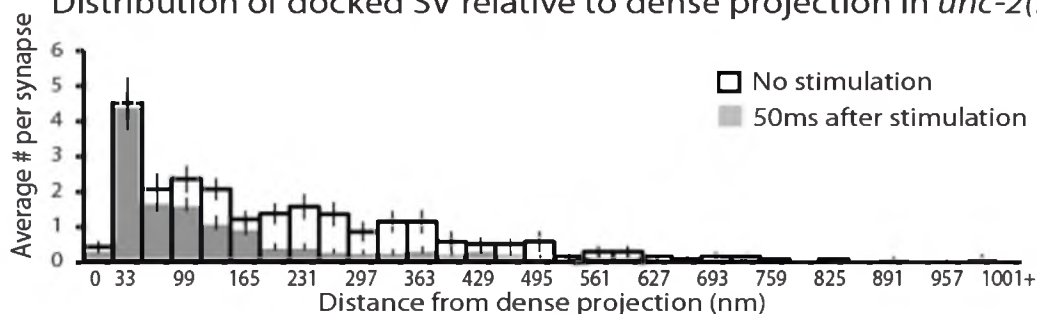 Distribution of docked SV relative to dense projection in unc-2(
Average # per synapse
6
5
4
3
2
1
0
No stimulation
50ms after stimulation
0 33 99 165 231 297 363 429 495 561 627 693 759 825 891 957 1001+
Distance from dense projection (nm)